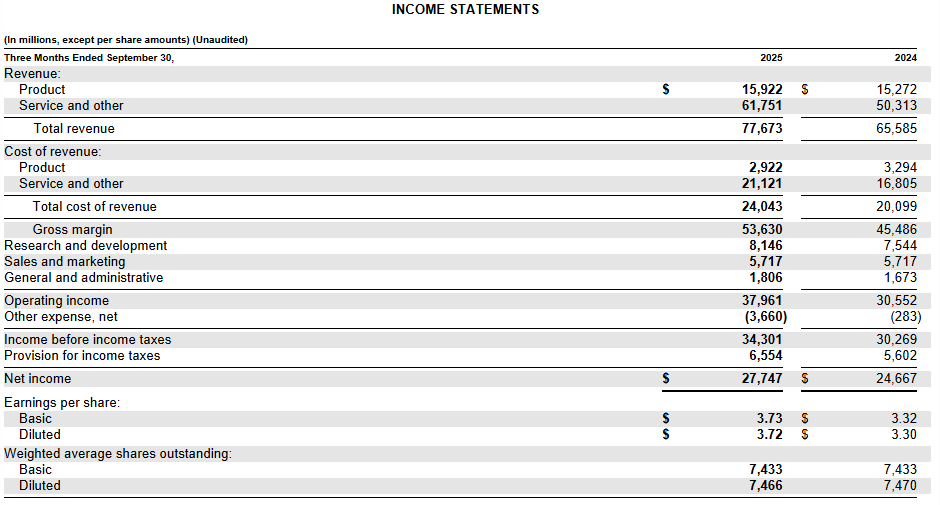 INCOME STATEMENTS
(In millions, except per share amounts) (Unaudited)
Three Months Ended September 30, 2025 2024
Revenue:
Product $ 15,922 $ 15,272
Service and other 61,751 50,313
Total revenue 77,673 65,585
Cost of revenue:
Product 2,922 3,294
Service and other 21,121 16,805
Total cost of revenue 24,043 20,099
Gross margin 53,630 45,486
Research and development 8,146 7,544
Sales and marketing 5,717 5,717
General and administrative 1,806 1,673
Operating income 37,961 30,552
Other expense, net (3,660) (283)
Income before income taxes 34,301 30,269
Provision for income taxes 6,554 5,602
Net income $ 27,747 $ 24,667
Earnings per share:
Basic $ 3.73 $ 3.32
Diluted $ 3.72 $ 3.30
Weighted average shares outstanding:
Basic 7,433 7,433
Diluted 7,466 7,470